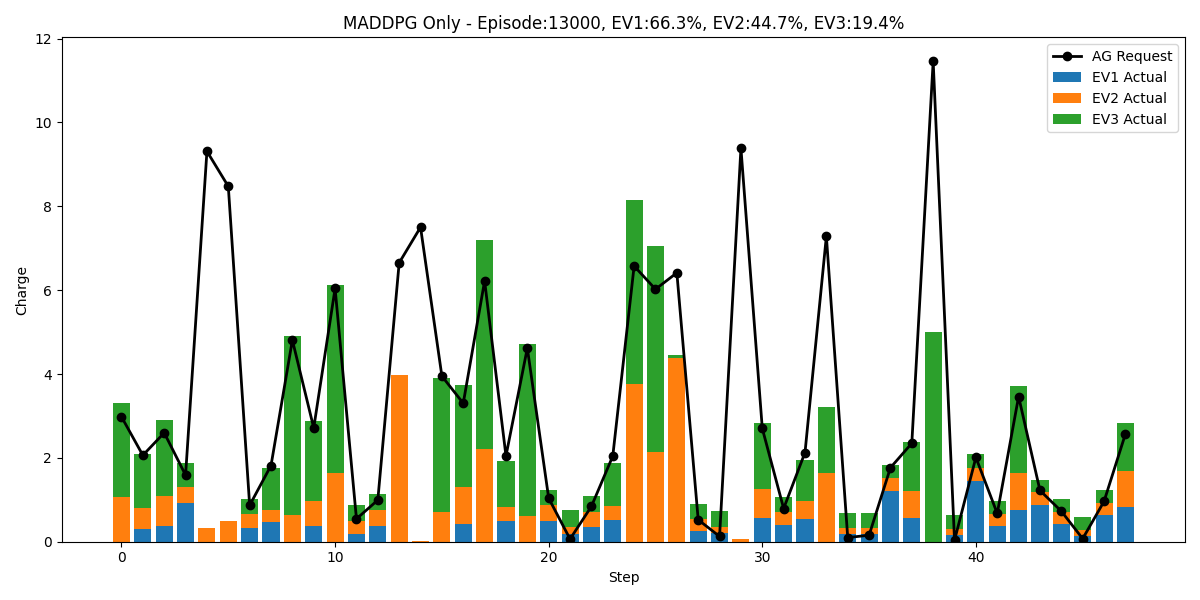 MADDPG Only - Episode:13000, EV1:66.3%, EV2:44.7%, EV3:19.4%
12
10
8
6
4
2
0
Charge
AG Request
EV1 Actual
EV2 Actual
EV3 Actual
0 10 20 30 40
Step